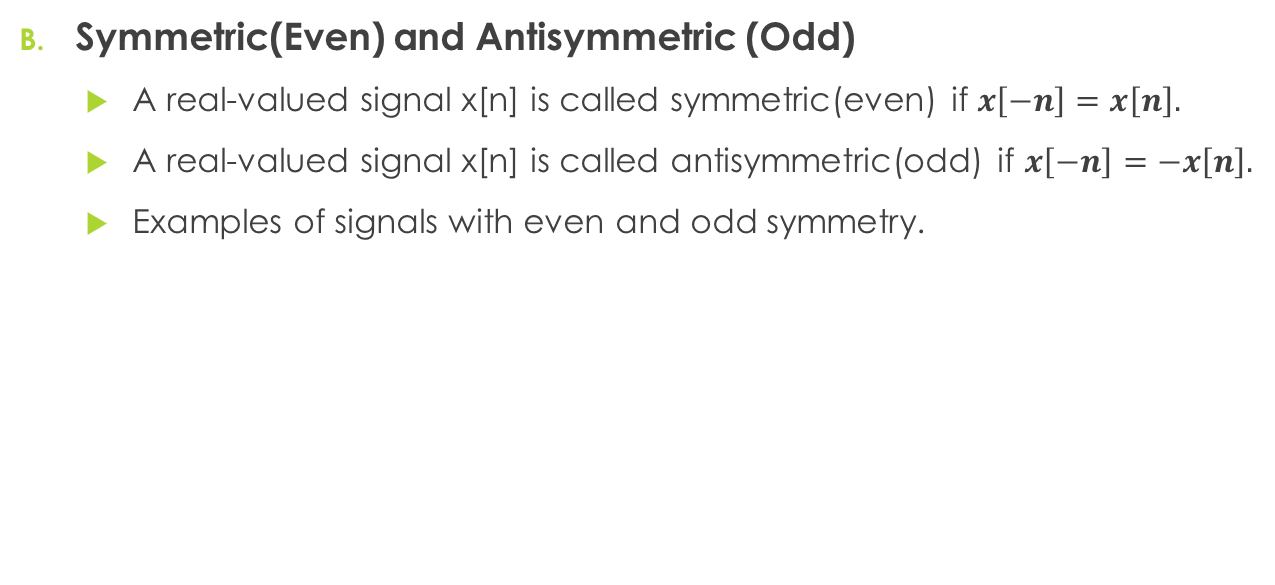 B. Symmetric(Even) and Antisymmetric (Odd)
▶ A real-valued signal x[n] is called symmetric(even) if x[−n] = x[n].
▶ A real-valued signal x[n] is called antisymmetric(odd) if x[−n] = −x[n].
▶ Examples of signals with even and odd symmetry.